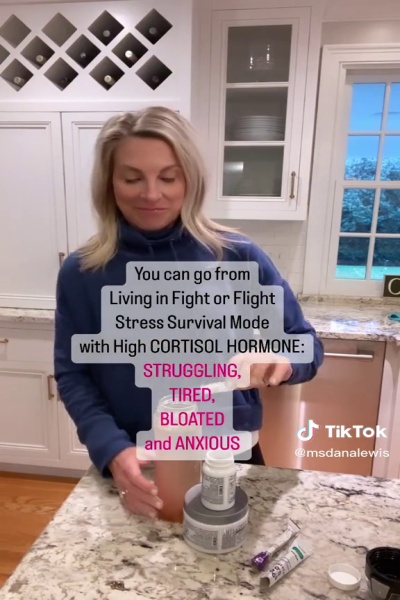 You can go from
Living in Fight or Flight
Stress Survival Mode
with High CORTISOL HORMONE:
STRUGGLING,
TIRED,
BLOATED
and ANXIOUS
TikTok
@msdanalewis